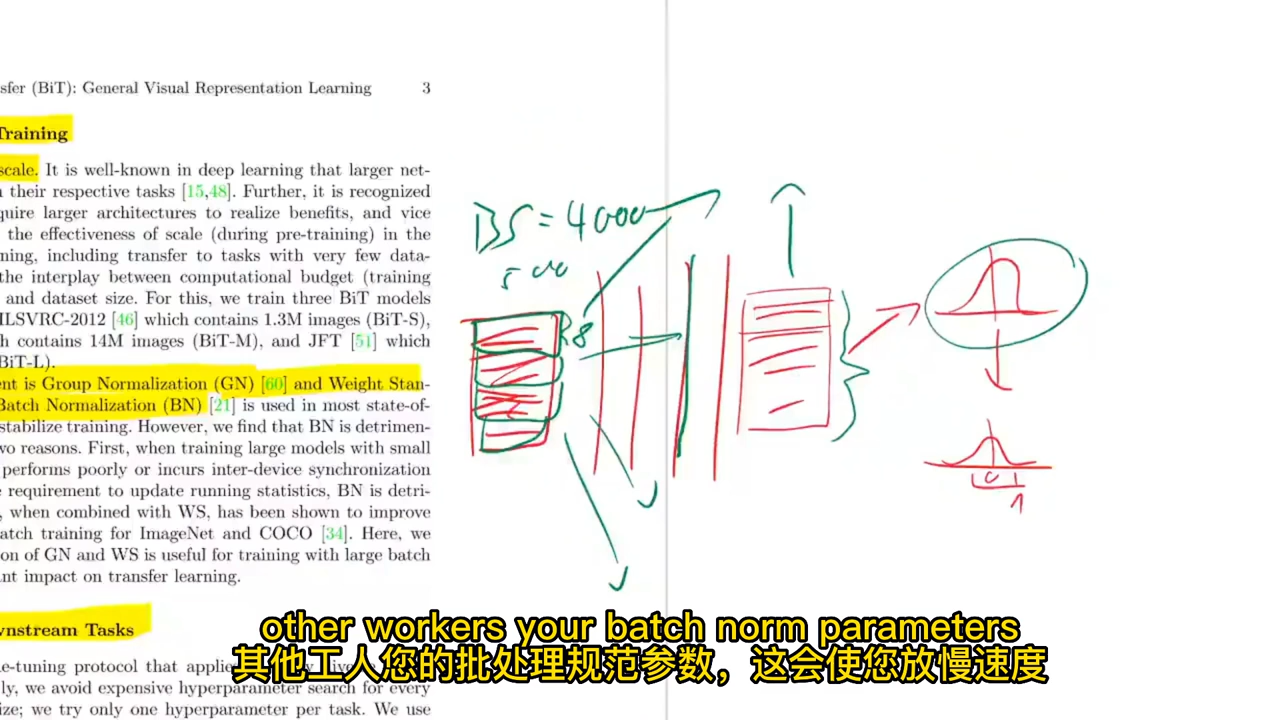 sfer (BiT): General Visual Representation Learning 3
Training
scale. It is well-known in deep learning that larger net-
n their respective tasks [15,48]. Further, it is recognized
quire larger architectures to realize benefits, and vice
the effectiveness of scale (during pre-training) in the
ning, including transfer to tasks with very few data-
the interplay between computational budget (training
and dataset size. For this, we train three BiT models
ILSVRC-2012 [46] which contains 1.3M images (BiT-S),
h contains 14M images (BiT-M), and JFT [51] which
BiT-L).
ent is Group Normalization (GN) [60] and Weight Stan-
Batch Normalization (BN) [21] is used in most state-of-
stabilize training. However, we find that BN is detrimen-
wo reasons. First, when training large models with small
performs poorly or incurs inter-device synchronization
e requirement to update running statistics, BN is detri-
, when combined with WS, has been shown to improve
atch training for ImageNet and COCO [34]. Here, we
on of GN and WS is useful for training with large batch
nt impact on transfer learning.
wnstream Tasks
e-tuning protocol that applie
ly, we avoid expensive hyperparameter search for every
size; we try only one hyperparameter per task. We use
BS = 4000
500
0
1
other workers your batch norm parameters
其他工人您的批处理规范参数，这会使您放慢速度